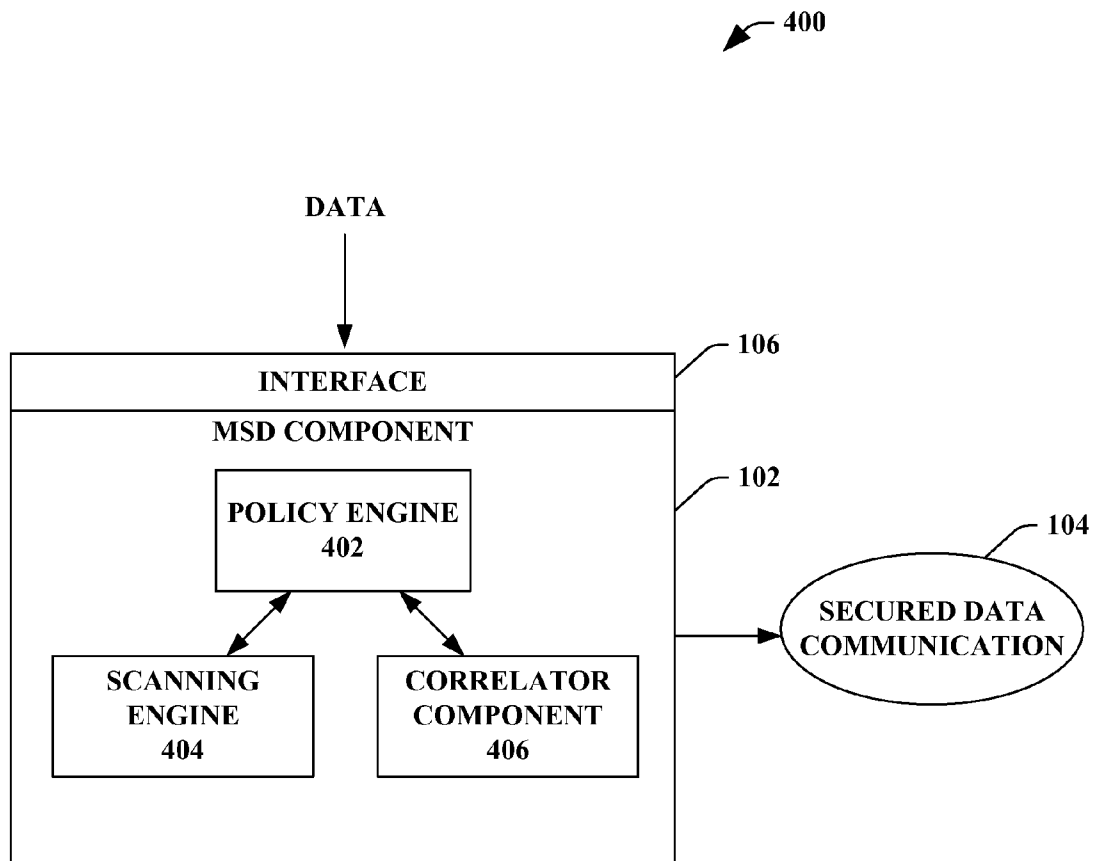 400
DATA
106
INTERFACE
MSD COMPONENT
102
POLICY ENGINE
402
104
SECURED DATA
COMMUNICATION
SCANNING
ENGINE
404
CORRELATOR
COMPONENT
406